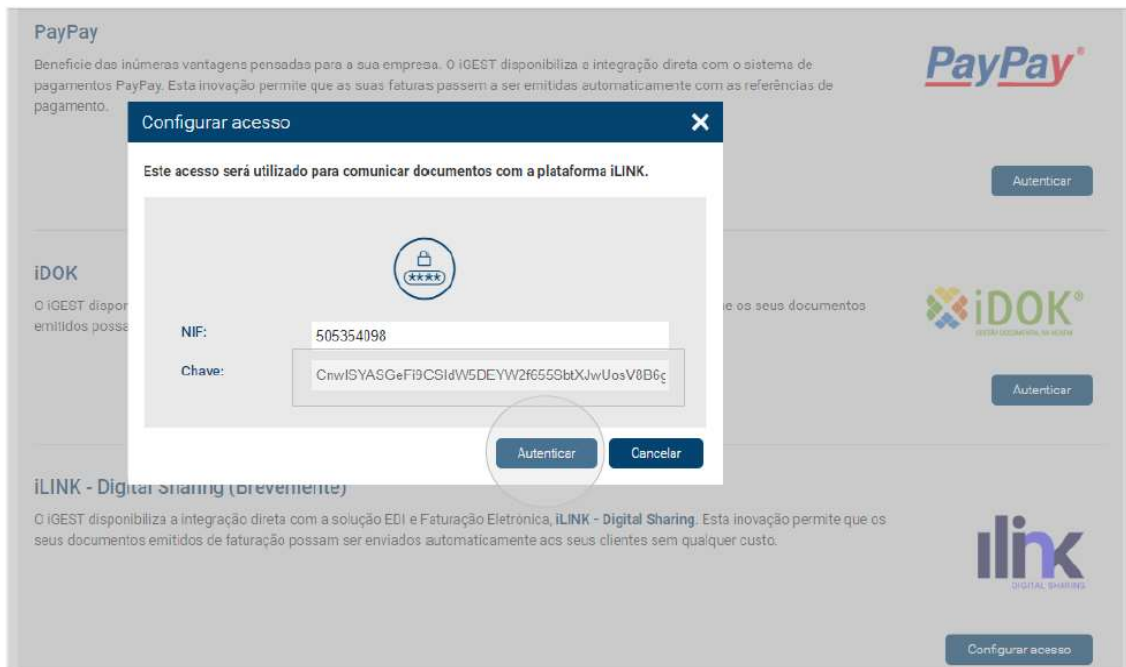 PayPay
Beneficie das inúmeras vantagens pensadas para a sua empresa. O iGEST disponibiliza a integração direta com o sistema de
pagamentos PayPay. Esta inovação permite que as suas faturas passem a ser emitidas automaticamente com as referências de
pagamento.
PayPay®
Autenticar
Configurar acesso
Este acesso será utilizado para comunicar documentos com a plataforma iLINK.
****
NIF:
505354098
Chave:
Autenticar
Cancelar
iDOK
O iGEST dispor
e os seus documentos
emitidos possa
iDOK®
Autenticar
iLINK - Digital Sharing (Brevemente)
O iGEST disponibiliza a integração direta com a solução EDI e Faturação Eletrónica, iLINK - Digital Sharing. Esta inovação permite que os
seus documentos emitidos de faturação possam ser enviados automaticamente aos seus clientes sem qualquer custo.
ilink
DIGITAL SHARING
Configurar acesso